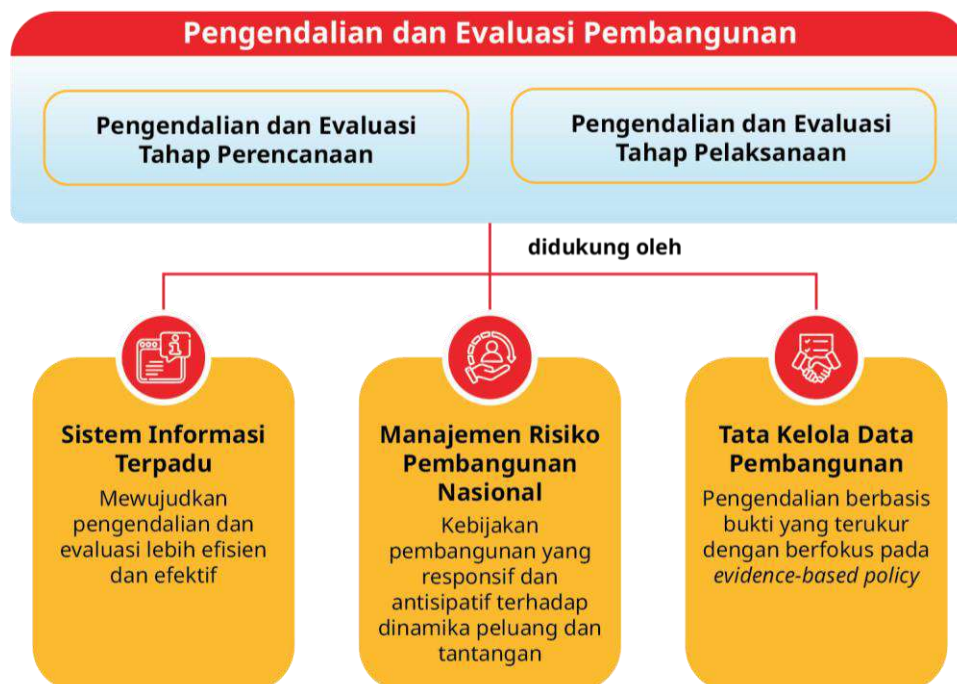 Pengendalian dan Evaluasi Pembangunan
Pengendalian dan Evaluasi
Tahap Perencanaan
Pengendalian dan Evaluasi
Tahap Pelaksanaan
didukung oleh
Sistem Informasi
Terpadu
Mewujudkan
pengendalian dan
evaluasi lebih efisien
dan efektif
Manajemen Risiko
Pembangunan
Nasional
Kebijakan
pembangunan yang
responsif dan
antisipatif terhadap
dinamika peluang dan
tantangan
Tata Kelola Data
Pembangunan
Pengendalian berbasis
bukti yang terukur
dengan berfokus pada
evidence-based policy